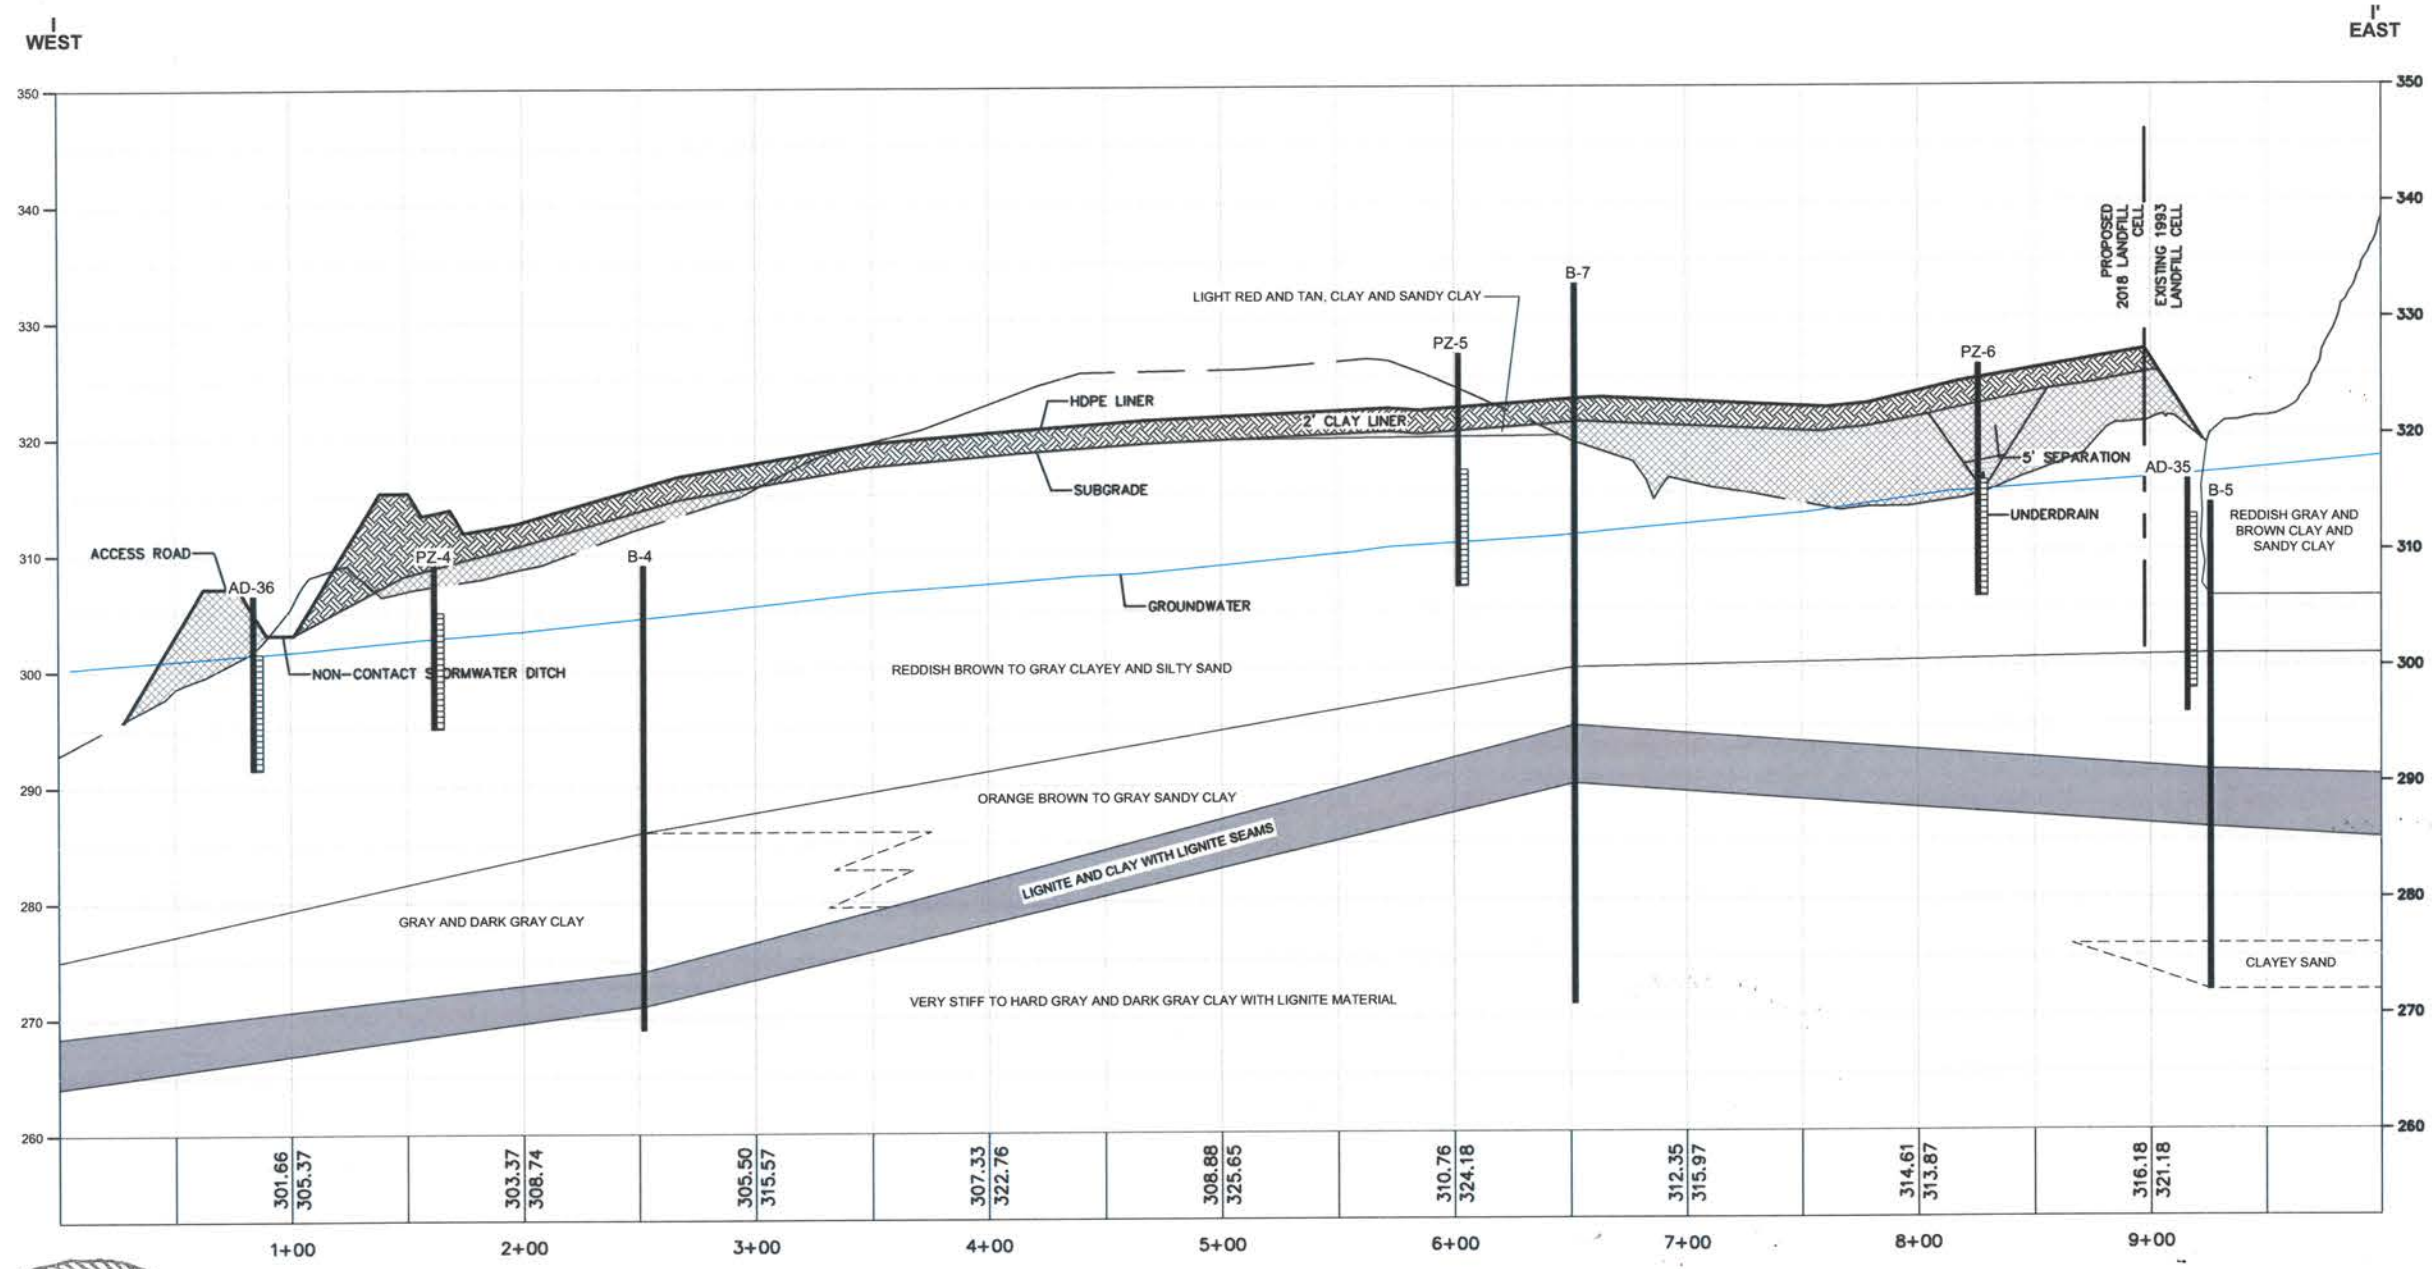 I
WEST
I'
EAST
350
340
330
320
310
300
290
280
270
260
350
340
330
320
310
300
290
280
270
260
PROPOSED
2018 LANDFILL
CELL
EXISTING 1993
LANDFILL CELL
B-7
LIGHT RED AND TAN, CLAY AND SANDY CLAY
PZ-5
PZ-6
HDPE LINER
2' CLAY LINER
5' SEPARATION
AD-35
SUBGRADE
B-5
UNDERDRAIN
REDDISH GRAY AND
BROWN CLAY AND
SANDY CLAY
ACCESS ROAD
PZ-4
B-4
AD-36
GROUNDWATER
NON-CONTACT STORMWATER DITCH
REDDISH BROWN TO GRAY CLAYEY AND SILTY SAND
ORANGE BROWN TO GRAY SANDY CLAY
LIGNITE AND CLAY WITH LIGNITE SEAMS
GRAY AND DARK GRAY CLAY
CLAYEY SAND
VERY STIFF TO HARD GRAY AND DARK GRAY CLAY WITH LIGNITE MATERIAL
301.66
305.37
303.37
308.74
305.50
315.57
307.33
322.76
308.88
325.65
310.76
324.18
312.35
315.97
314.61
313.87
316.18
321.18
1+00
2+00
3+00
4+00
5+00
6+00
7+00
8+00
9+00